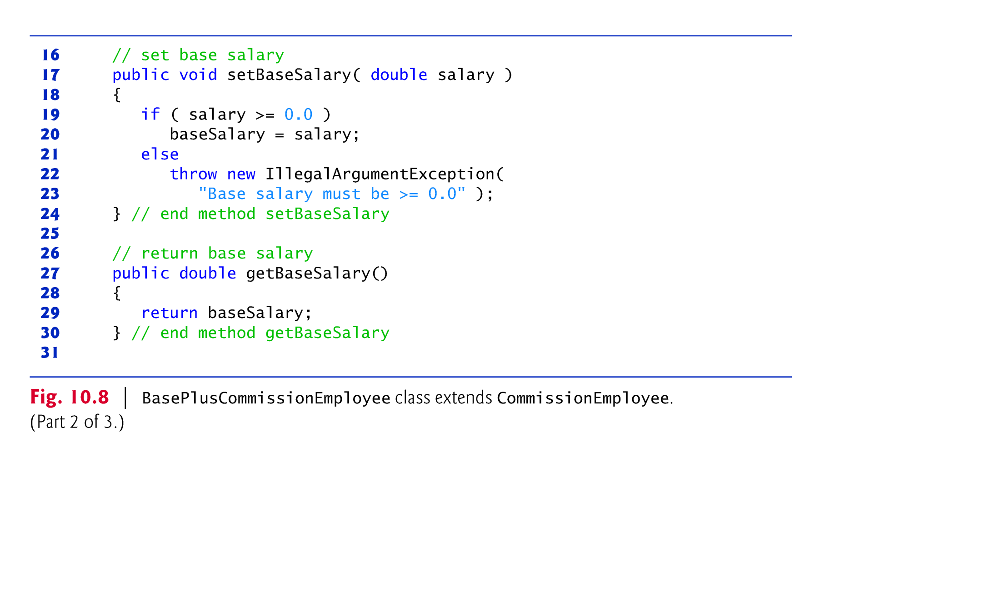 16 // set base salary
17 public void setBaseSalary( double salary )
18 {
19 if ( salary >= 0.0 )
20 baseSalary = salary;
21 else
22 throw new IllegalArgumentException(
23 "Base salary must be >= 0.0" );
24 } // end method setBaseSalary
25
26 // return base salary
27 public double getBaseSalary()
28 {
29 return baseSalary;
30 } // end method getBaseSalary
31
Fig. 10.8 | BasePlusCommissionEmployee class extends CommissionEmployee.
(Part 2 of 3.)